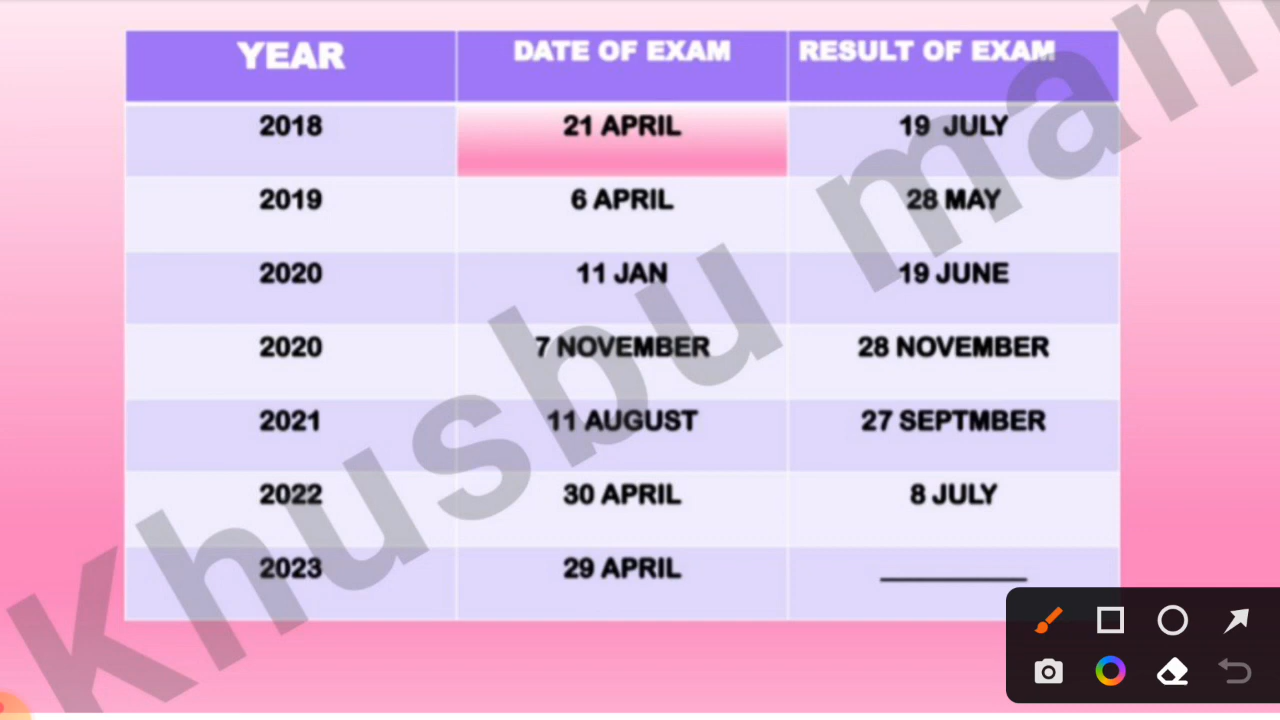 YEAR DATE OF EXAM RESULT OF EXAM
2018 21 APRIL 19 JULY
2019 6 APRIL 28 MAY
2020 11 JAN 19 JUNE
2020 7 NOVEMBER 28 NOVEMBER
2021 11 AUGUST 27 SEPTMBER
2022 30 APRIL 8 JULY
2023 29 APRIL
Khusbu mam